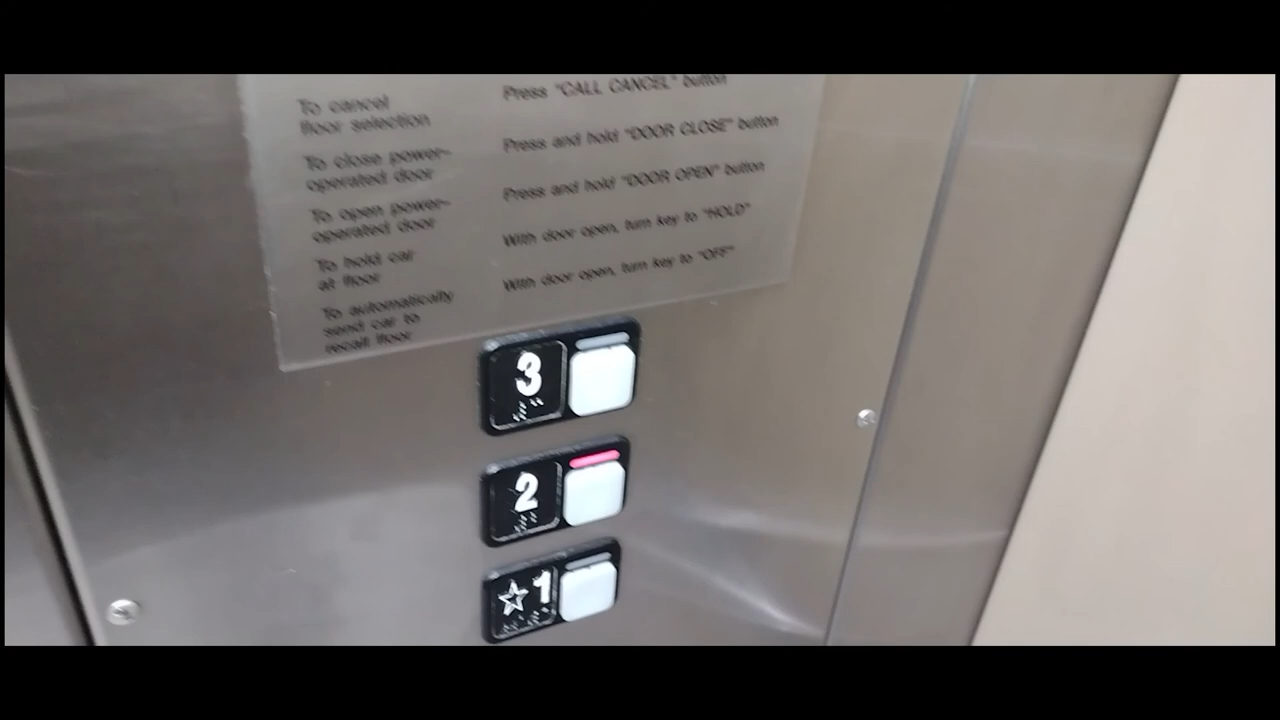 To cancel
floor selection
Press "CALL CANCEL" button
To close power-
operated door
Press and hold "DOOR CLOSE" button
To open power-
operated door
Press and hold "DOOR OPEN" button
To hold car
at floor
With door open, turn key to "HOLD"
To automatically
send car to
recall floor
With door open, turn key to "OFF"
3
2
☆1